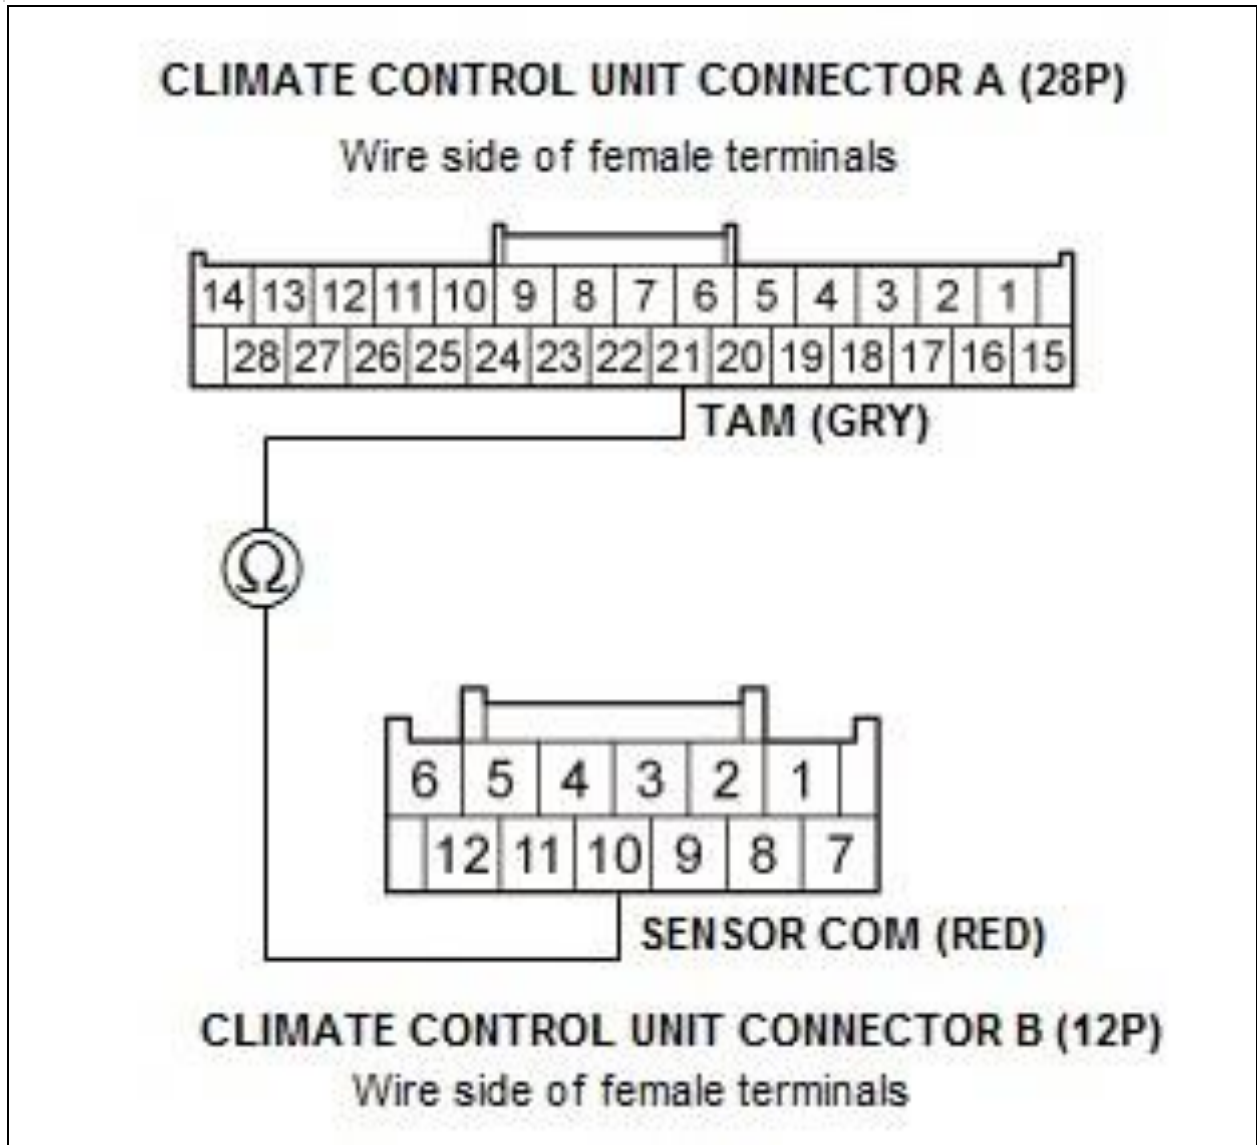 CLIMATE CONTROL UNIT CONNECTOR A (28P)
Wire side of female terminals
14 13 12 11 10 9 8 7 6 5 4 3 2 1
28 27 26 25 24 23 22 21 20 19 18 17 16 15
TAM (GRY)
Ω
6 5 4 3 2 1
12 11 10 9 8 7
SENSOR COM (RED)
CLIMATE CONTROL UNIT CONNECTOR B (12P)
Wire side of female terminals